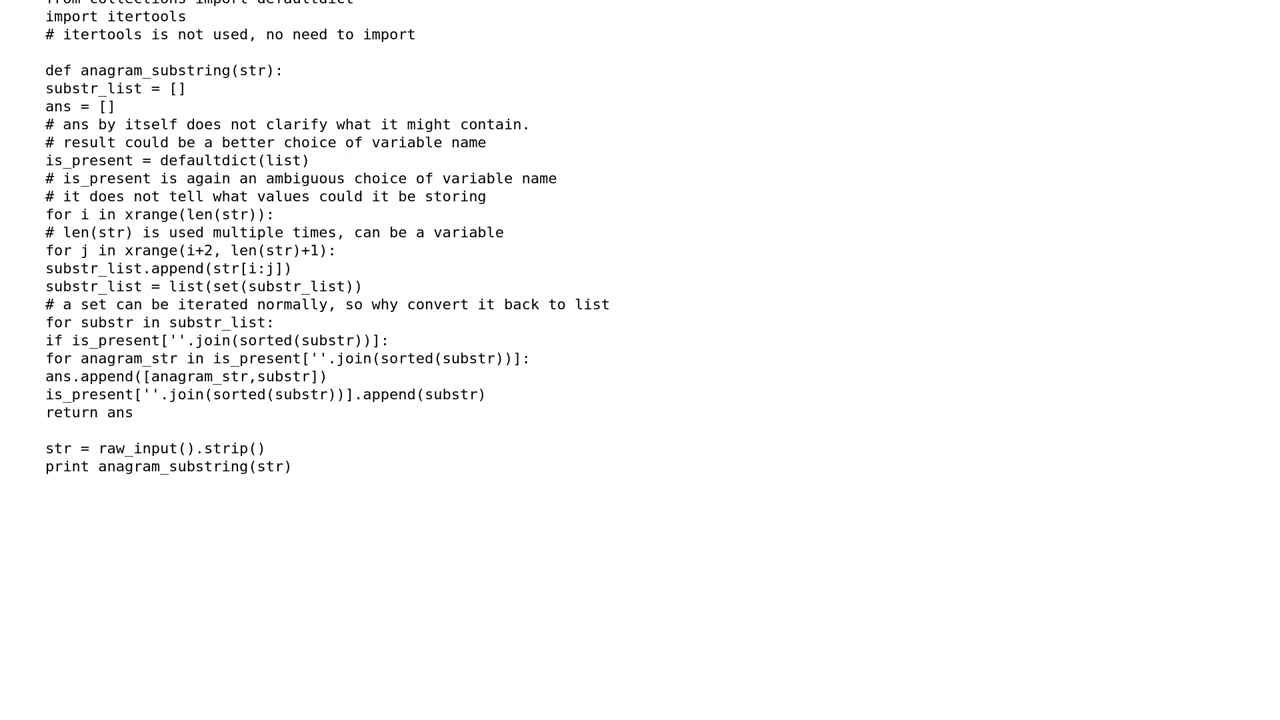 from collections import defaultdict
import itertools
# itertools is not used, no need to import

def anagram_substring(str):
substr_list = []
ans = []
# ans by itself does not clarify what it might contain.
# result could be a better choice of variable name
is_present = defaultdict(list)
# is_present is again an ambiguous choice of variable name
# it does not tell what values could it be storing
for i in xrange(len(str)):
# len(str) is used multiple times, can be a variable
for j in xrange(i+2, len(str)+1):
substr_list.append(str[i:j])
substr_list = list(set(substr_list))
# a set can be iterated normally, so why convert it back to list
for substr in substr_list:
if is_present[''.join(sorted(substr))]:
for anagram_str in is_present[''.join(sorted(substr))]:
ans.append([anagram_str,substr])
is_present[''.join(sorted(substr))].append(substr)
return ans

str = raw_input().strip()
print anagram_substring(str)